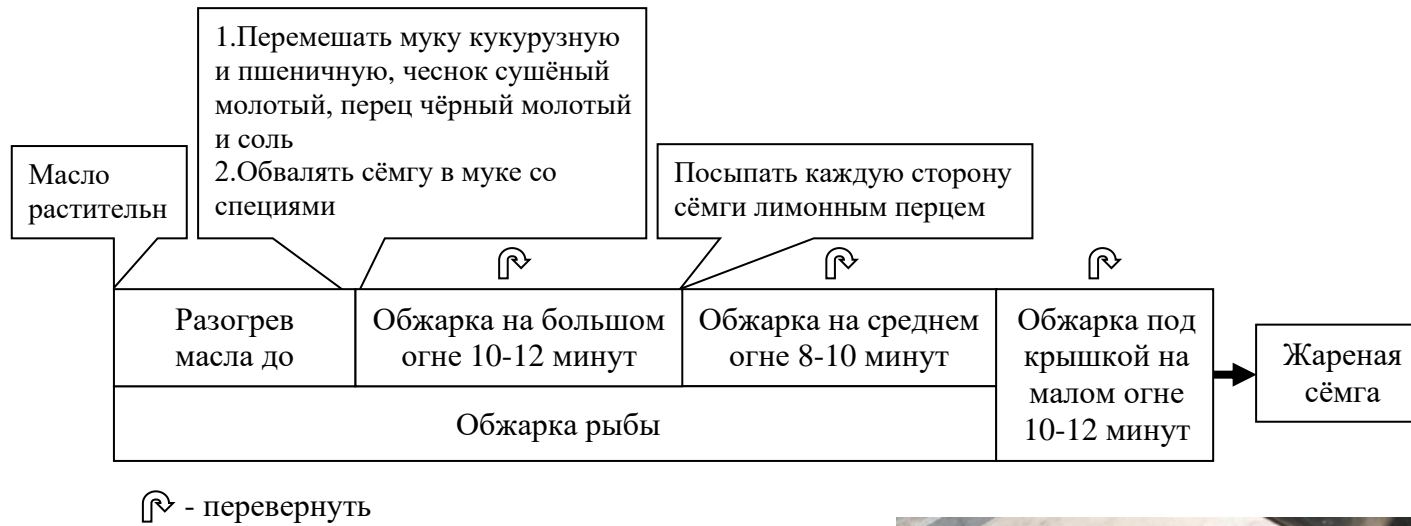 1.Перемешать муку кукурузную
и пшеничную, чеснок сушёный
молотый, перец чёрный молотый
и соль
2.Обвалять сёмгу в муке со
специями
Масло
растительн
Посыпать каждую сторону
сёмги лимонным перцем
Разогрев
масла до
Обжарка на большом
огне 10-12 минут
Обжарка на среднем
огне 8-10 минут
Обжарка под
крышкой на
малом огне
10-12 минут
Жареная
сёмга
Обжарка рыбы
- перевернуть